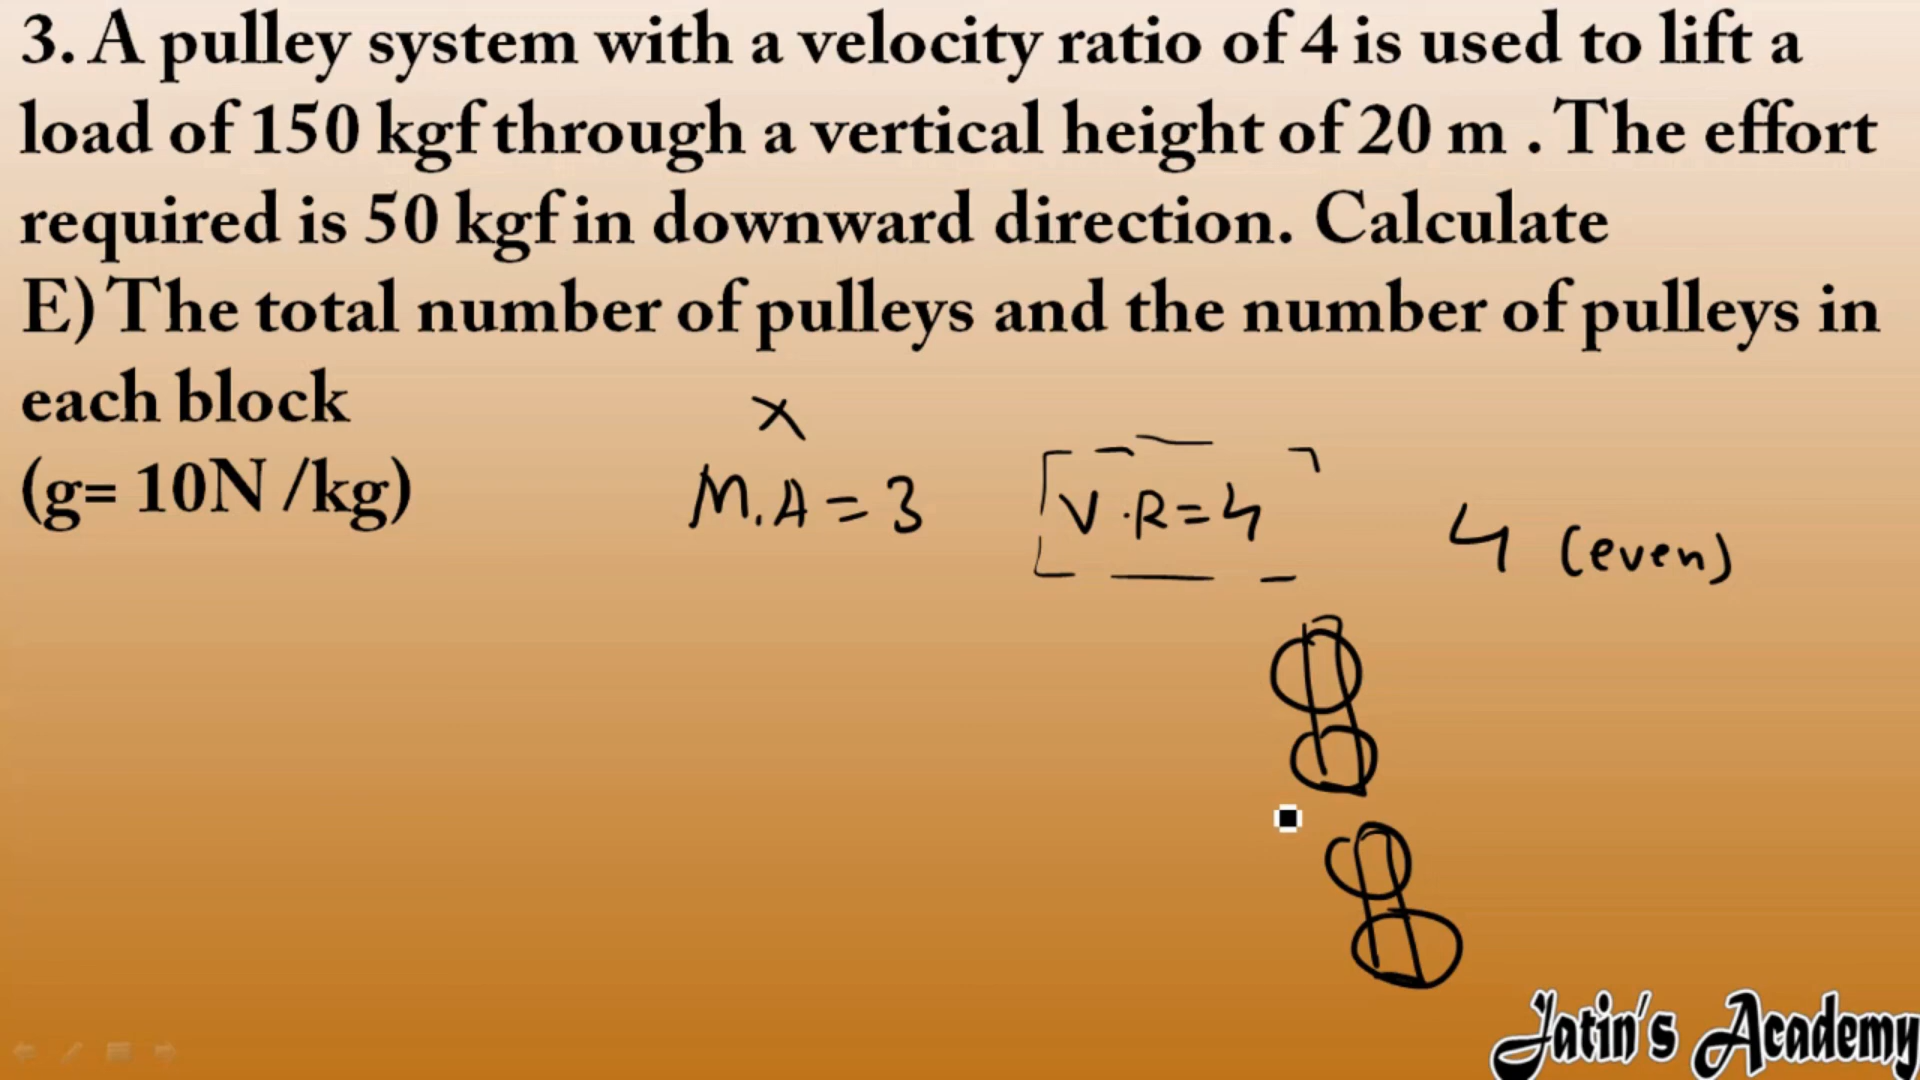 3. A pulley system with a velocity ratio of 4 is used to lift a
load of 150 kgf through a vertical height of 20 m . The effort
required is 50 kgf in downward direction. Calculate
E) The total number of pulleys and the number of pulleys in
each block
(g= 10N /kg)
x
M.A = 3
V.R = 4
4 (even)
Jatin's Academy